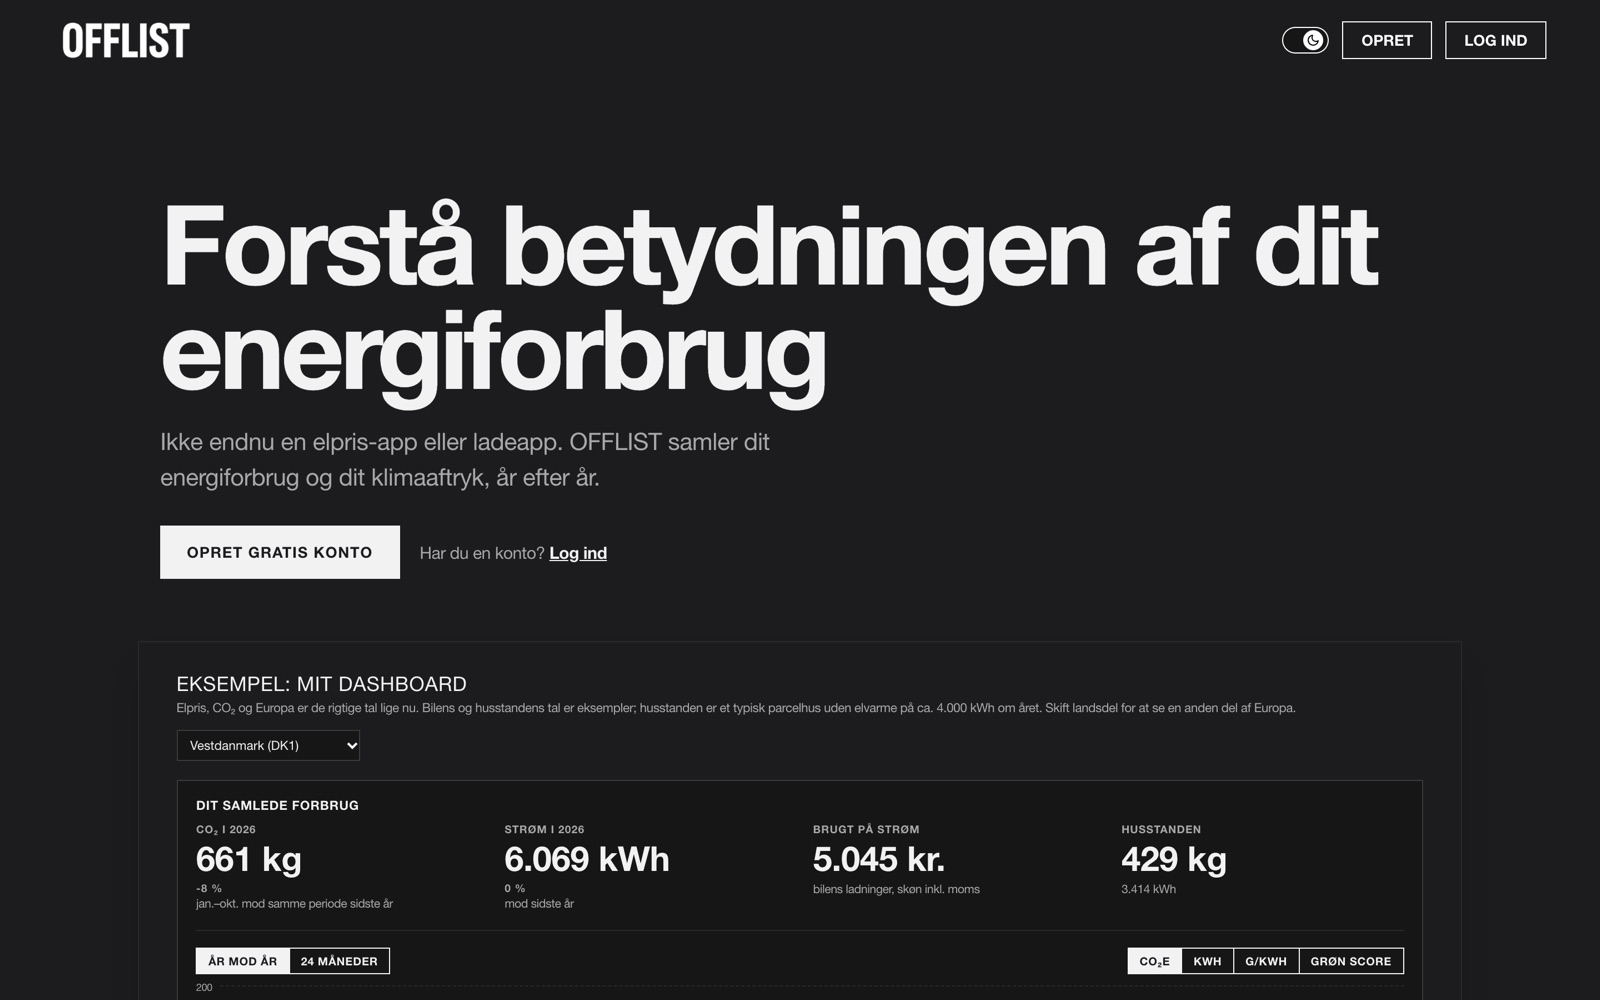 OFFLIST
OPRET
LOG IND
Forstå betydningen af dit
energiforbrug
Ikke endnu en elpris-app eller ladeapp. OFFLIST samler dit
energiforbrug og dit klimaaftryk, år efter år.
OPRET GRATIS KONTO
Har du en konto? Log ind
EKSEMPEL: MIT DASHBOARD
Elpris, CO₂ og Europa er de rigtige tal lige nu. Bilens og husstandens tal er eksempler; husstanden er et typisk parcelhus uden elvarme på ca. 4.000 kWh om året. Skift landsdel for at se en anden del af Europa.
Vestdanmark (DK1)
DIT SAMLEDE FORBRUG
CO₂ I 2026
661 kg
-8 %
jan.–okt. mod samme periode sidste år
STRØM I 2026
6.069 kWh
0 %
mod sidste år
BRUGT PÅ STRØM
5.045 kr.
bilens ladninger, skøn inkl. moms
HUSSTANDEN
429 kg
3.414 kWh
ÅR MOD ÅR
24 MÅNEDER
CO₂E
KWH
G/KWH
GRØN SCORE
200